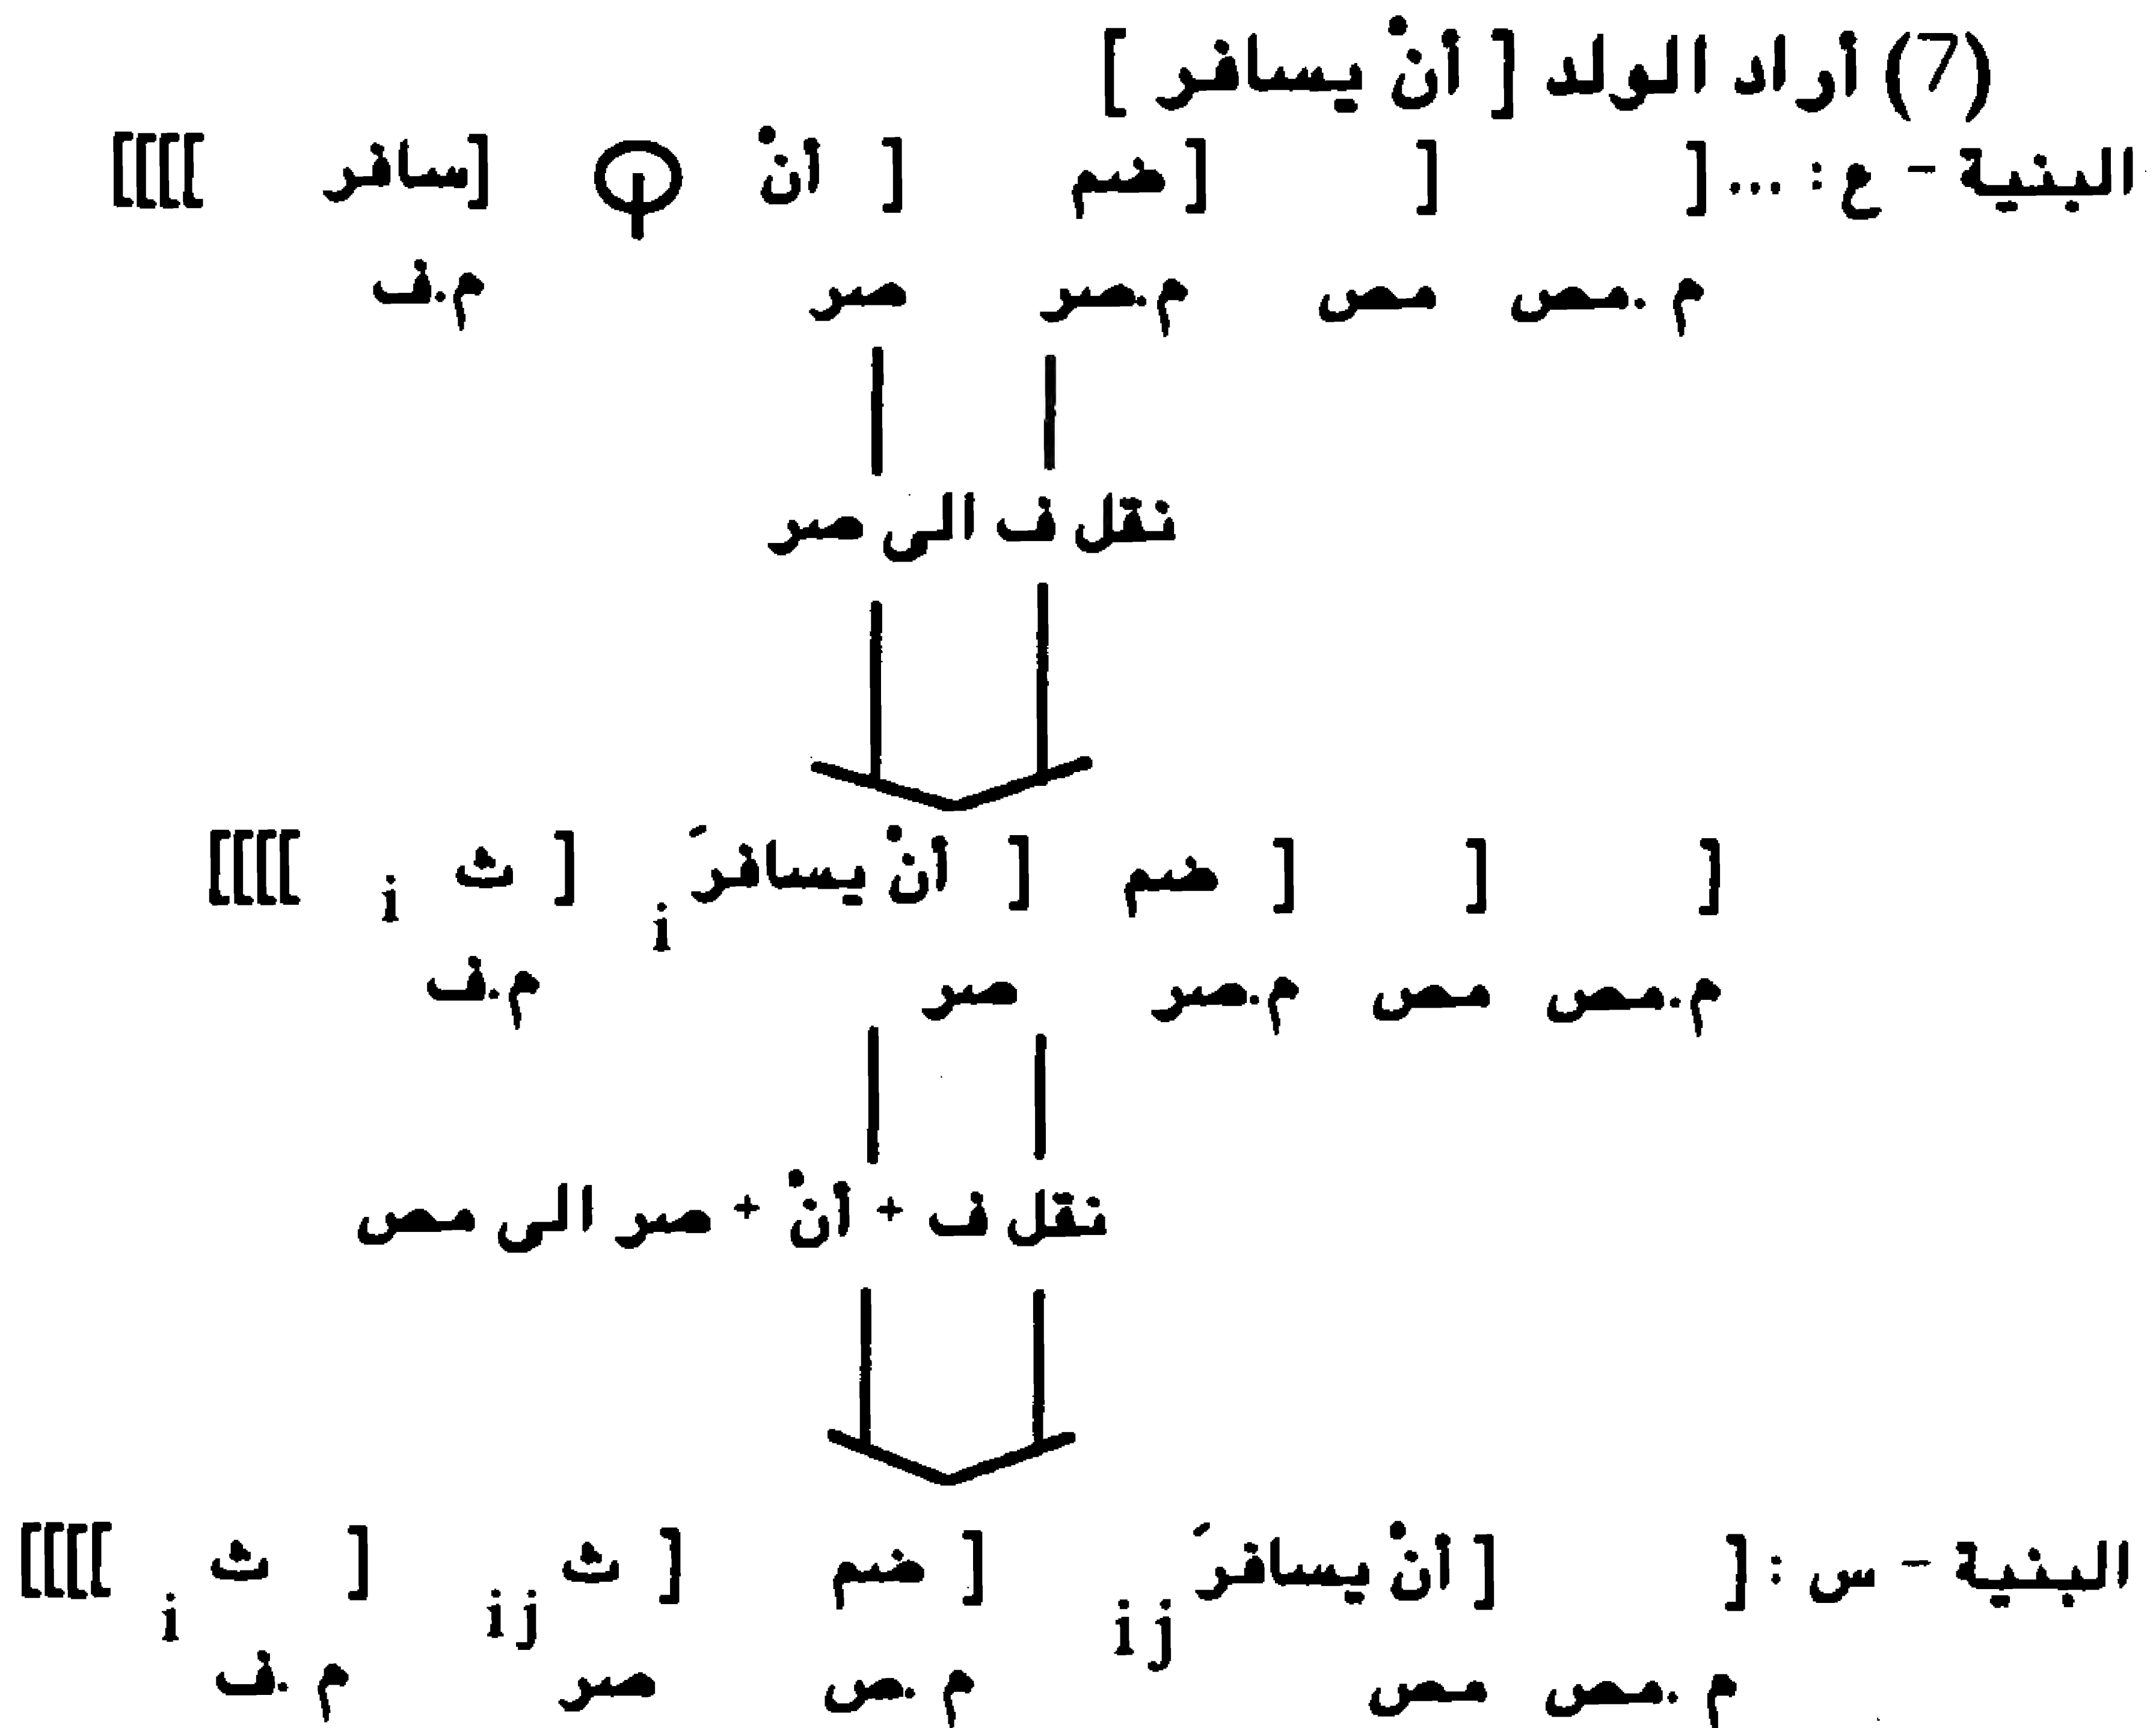 (7) أراد الولد [ أنْ يسافر ]
البنية - ع : ... [ [ [ ضم [ أنْ Φ [سافر ]]]]
م.مص مص م.صر صر م.ف
نقل ف الى صر
[ [ [ ضم [ أنْ يسافرَ i [ ث i ]]]]
م.مص مص م.صر صر م.ف
نقل ف + أنْ + صر الى مص
البنية - س : [ [ أنْ يسافرَ ij [ ضم [ ث ij [ ث i ]]]]
م.مص مص م.ص صر م.ف